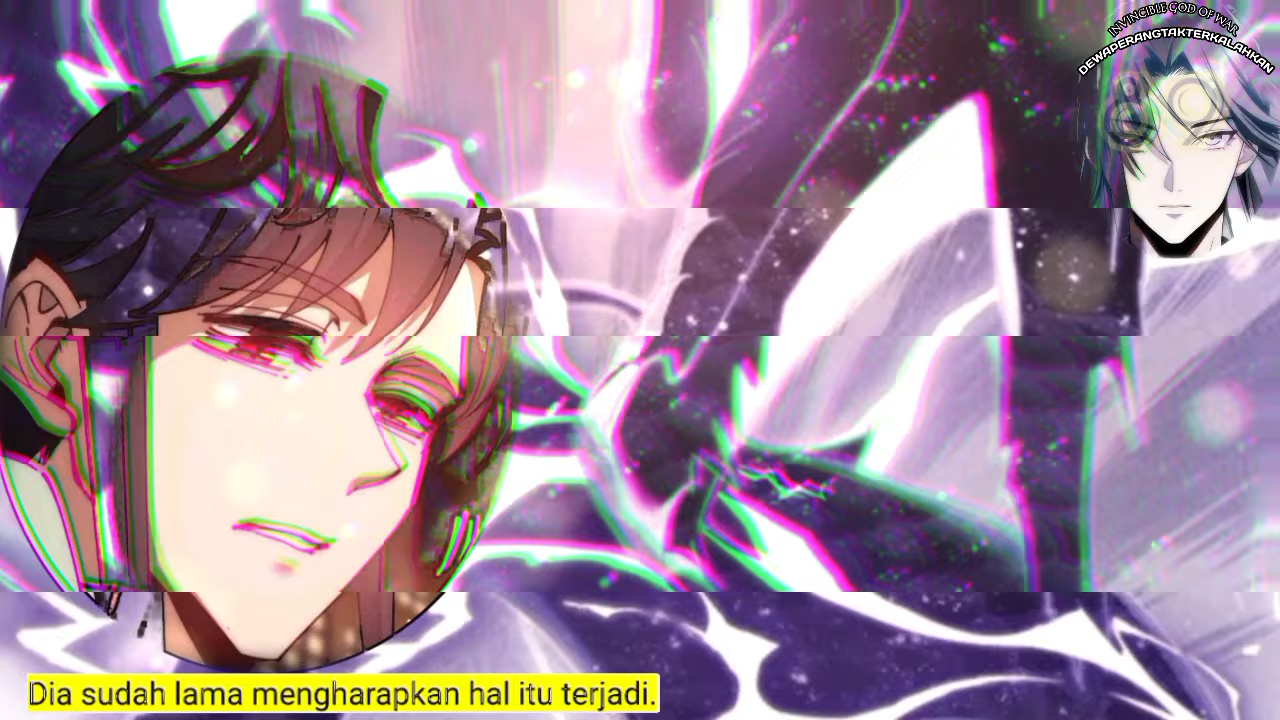 INVINCIBLE GOD OF WAR
DEWAPERANGTAKTERKALAHKAN
Dia sudah lama mengharapkan hal itu terjadi.